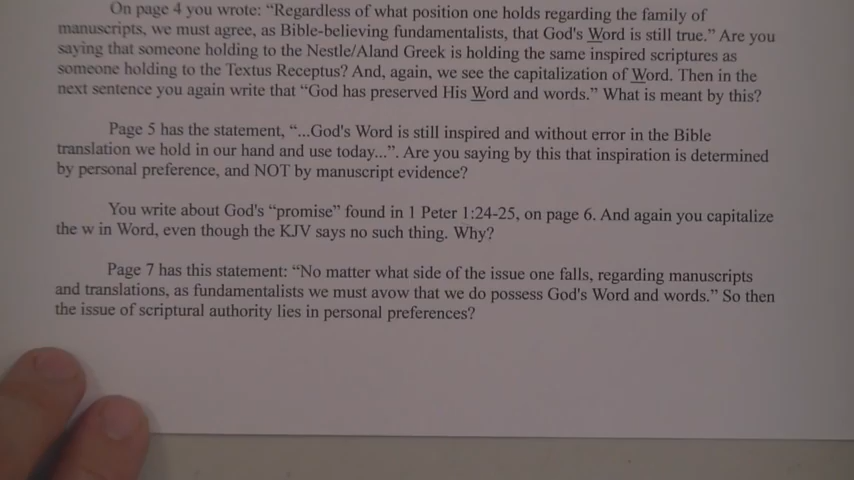 On page 4 you wrote: “Regardless of what position one holds regarding the family of
manuscripts, we must agree, as Bible-believing fundamentalists, that God's Word is still true.” Are you
saying that someone holding to the Nestle/Aland Greek is holding the same inspired scriptures as
someone holding to the Textus Receptus? And, again, we see the capitalization of Word. Then in the
next sentence you again write that “God has preserved His Word and words.” What is meant by this?
Page 5 has the statement, “...God's Word is still inspired and without error in the Bible
translation we hold in our hand and use today...”. Are you saying by this that inspiration is determined
by personal preference, and NOT by manuscript evidence?
You write about God's “promise” found in 1 Peter 1:24-25, on page 6. And again you capitalize
the w in Word, even though the KJV says no such thing. Why?
Page 7 has this statement: “No matter what side of the issue one falls, regarding manuscripts
and translations, as fundamentalists we must avow that we do possess God's Word and words.” So then
the issue of scriptural authority lies in personal preferences?